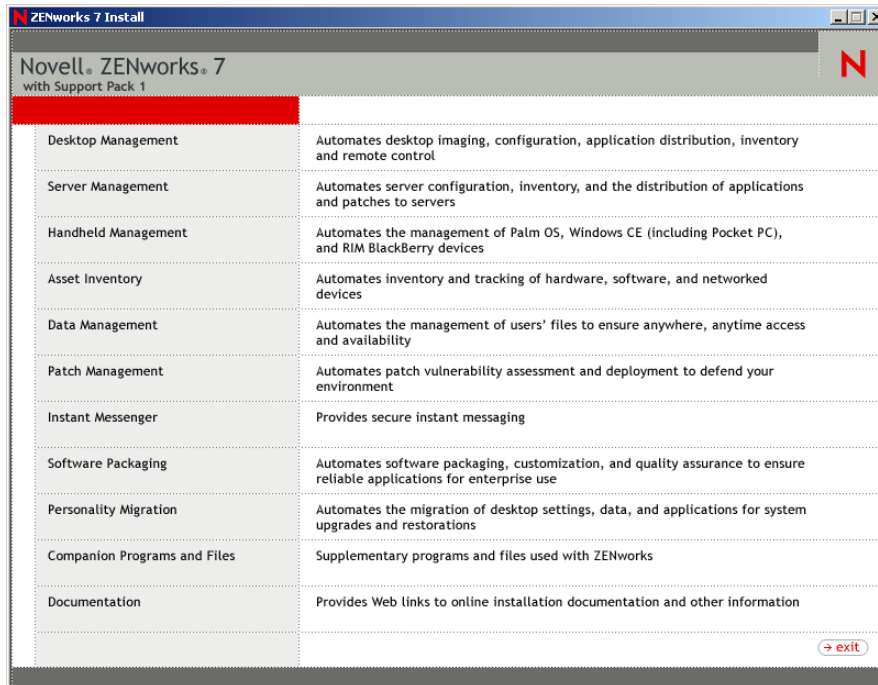 ZENworks 7 Install
Novell® ZENworks® 7
with Support Pack 1
N
Desktop Management
Automates desktop imaging, configuration, application distribution, inventory
and remote control
Server Management
Automates server configuration, inventory, and the distribution of applications
and patches to servers
Handheld Management
Automates the management of Palm OS, Windows CE (including Pocket PC),
and RIM BlackBerry devices
Asset Inventory
Automates inventory and tracking of hardware, software, and networked
devices
Data Management
Automates the management of users' files to ensure anywhere, anytime access
and availability
Patch Management
Automates patch vulnerability assessment and deployment to defend your
environment
Instant Messenger
Provides secure instant messaging
Software Packaging
Automates software packaging, customization, and quality assurance to ensure
reliable applications for enterprise use
Personality Migration
Automates the migration of desktop settings, data, and applications for system
upgrades and restorations
Companion Programs and Files
Supplementary programs and files used with ZENworks
Documentation
Provides Web links to online installation documentation and other information
→ exit